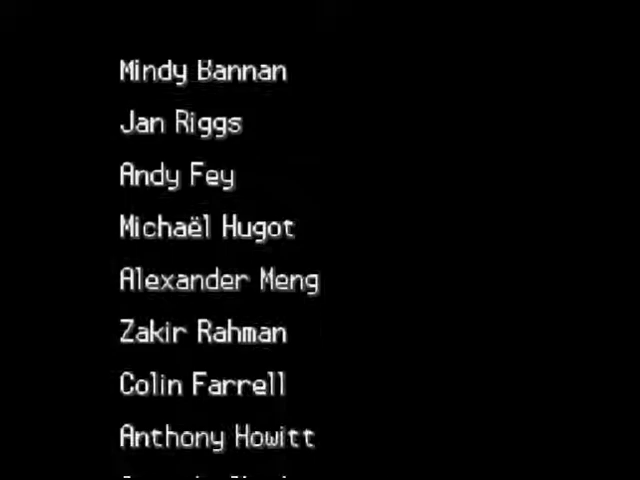 Mindy Bannan
Jan Riggs
Andy Fey
Michaël Hugot
Alexander Meng
Zakir Rahman
Colin Farrell
Anthony Howitt